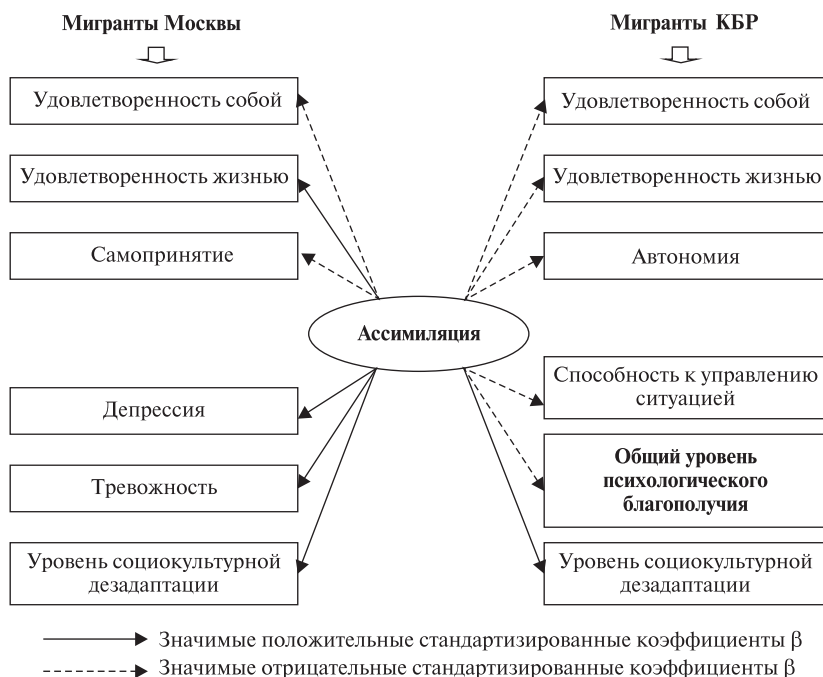 Мигранты Москвы
Удовлетворенность собой
Удовлетворенность жизнью
Самопринятие
Депрессия
Тревожность
Уровень социокультурной
дезадаптации
Ассимиляция
Мигранты КБР
Удовлетворенность собой
Удовлетворенность жизнью
Автономия
Способность к управлению
ситуацией
Общий уровень
психологического
благополучия
Уровень социокультурной
дезадаптации
Значимые положительные стандартизированные коэффициенты β
Значимые отрицательные стандартизированные коэффициенты β